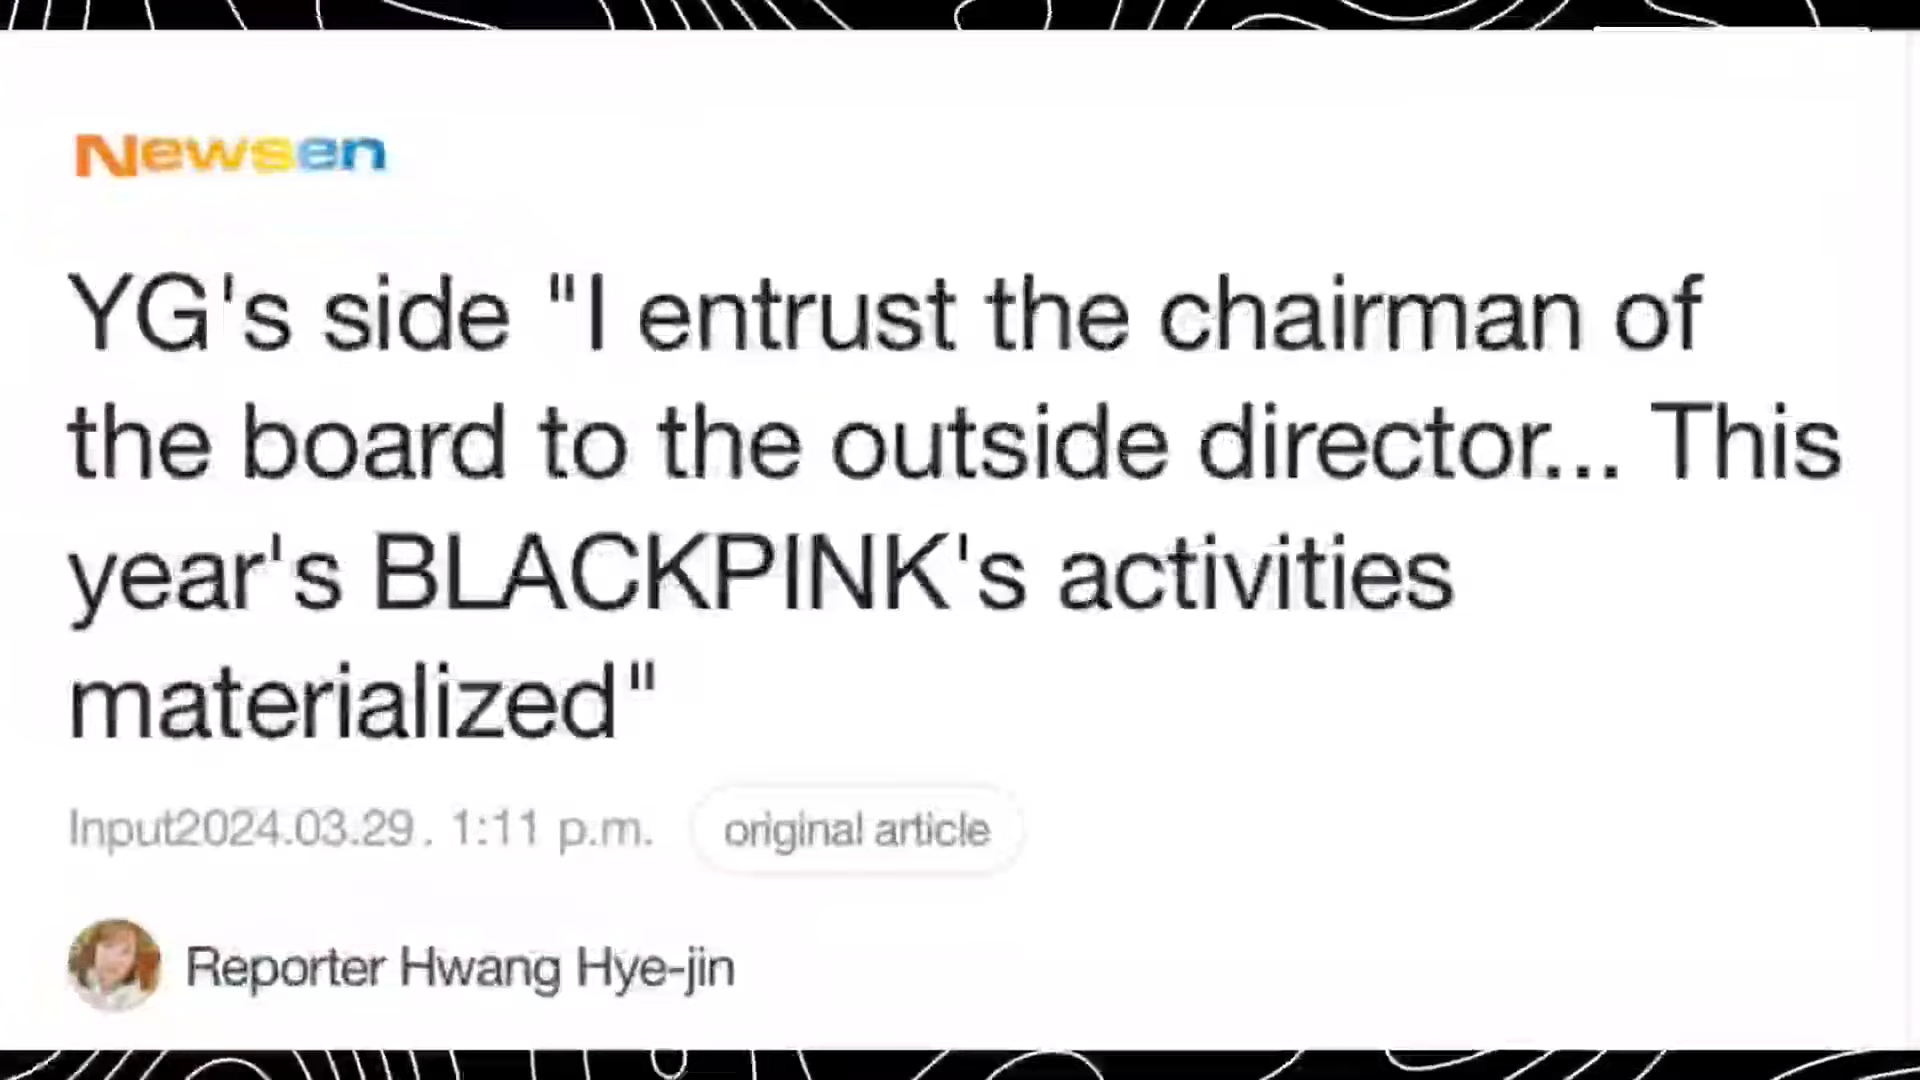 Newsen
YG's side "I entrust the chairman of
the board to the outside director... This
year's BLACKPINK's activities
materialized"
Input2024.03.29. 1:11 p.m. original article
Reporter Hwang Hye-jin